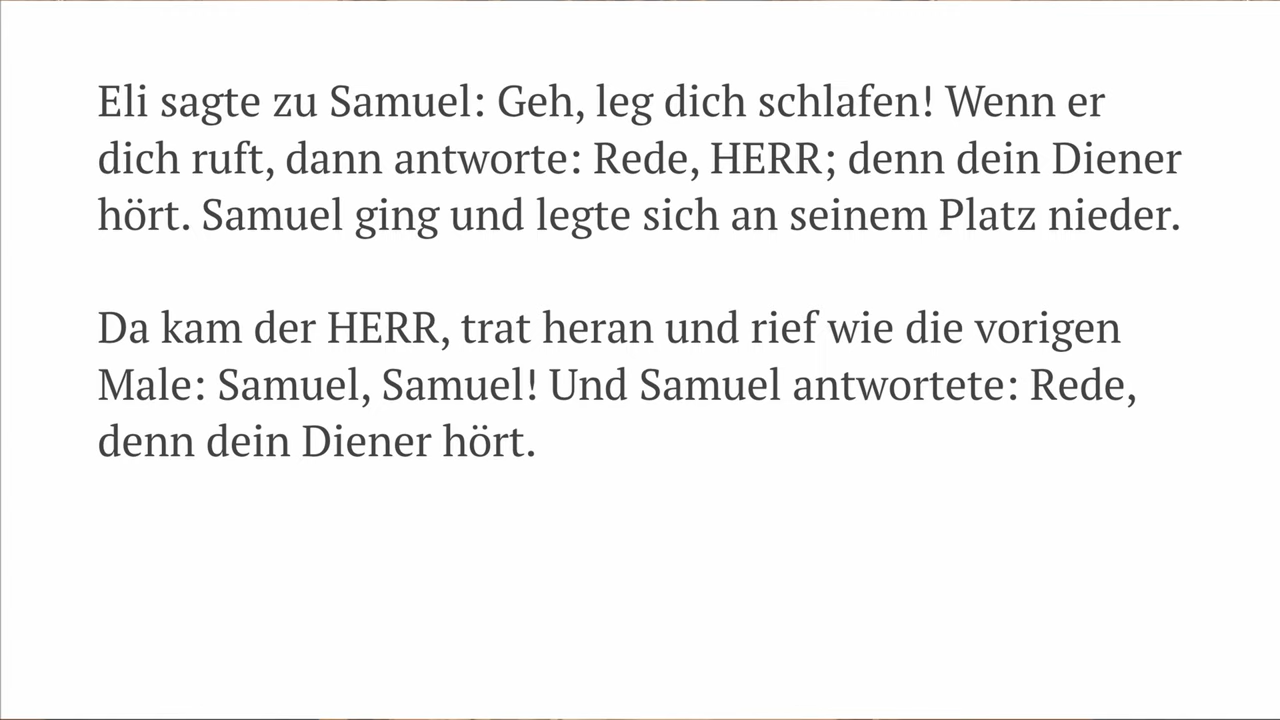 Eli sagte zu Samuel: Geh, leg dich schlafen! Wenn er
dich ruft, dann antworte: Rede, HERR; denn dein Diener
hört. Samuel ging und legte sich an seinem Platz nieder.
Da kam der HERR, trat heran und rief wie die vorigen
Male: Samuel, Samuel! Und Samuel antwortete: Rede,
denn dein Diener hört.